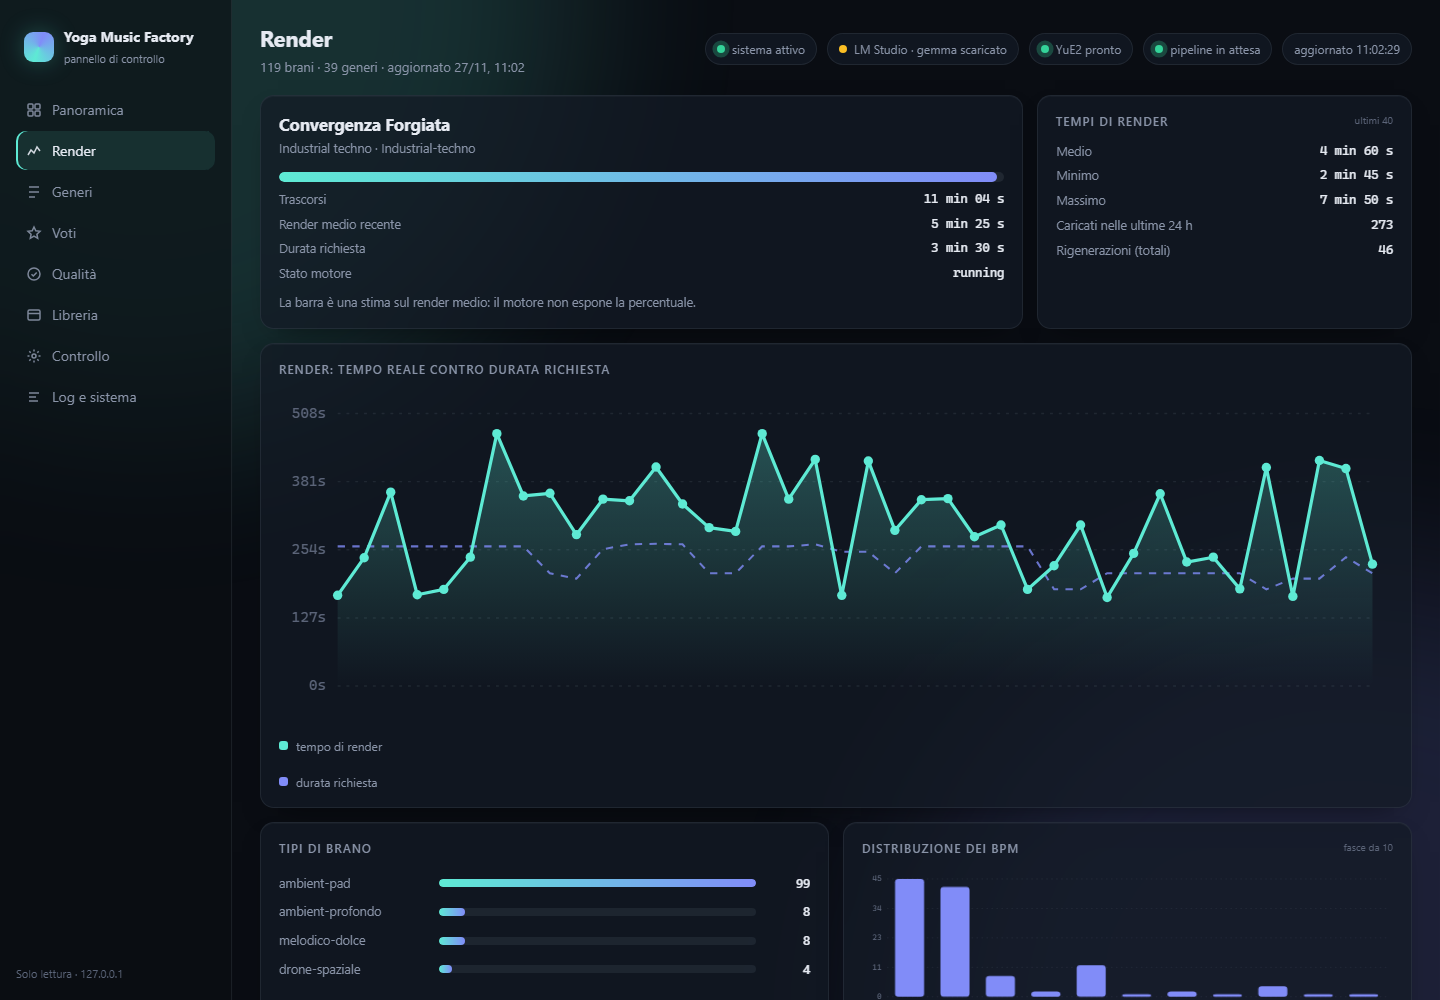 Yoga Music Factory
pannello di controllo
Panoramica
Render
Generi
Voti
Qualità
Libreria
Controllo
Log e sistema
Solo lettura · 127.0.0.1
Render
119 brani · 39 generi · aggiornato 27/11, 11:02
sistema attivo
LM Studio · gemma scaricato
YuE2 pronto
pipeline in attesa
aggiornato 11:02:29
Convergenza Forgiata
Industrial techno · Industrial-techno
Trascorsi 11 min 04 s
Render medio recente 5 min 25 s
Durata richiesta 3 min 30 s
Stato motore running
La barra è una stima sul render medio: il motore non espone la percentuale.
TEMPI DI RENDER ultimi 40
Medio 4 min 60 s
Minimo 2 min 45 s
Massimo 7 min 50 s
Caricati nelle ultime 24 h 273
Rigenerazioni (totali) 46
RENDER: TEMPO REALE CONTRO DURATA RICHIESTA
508s
381s
254s
127s
0s
tempo di render
durata richiesta
TIPI DI BRANO
ambient-pad 99
ambient-profondo 8
melodico-dolce 8
drone-spaziale 4
DISTRIBUZIONE DEI BPM fasce da 10
45
34
23
11
0